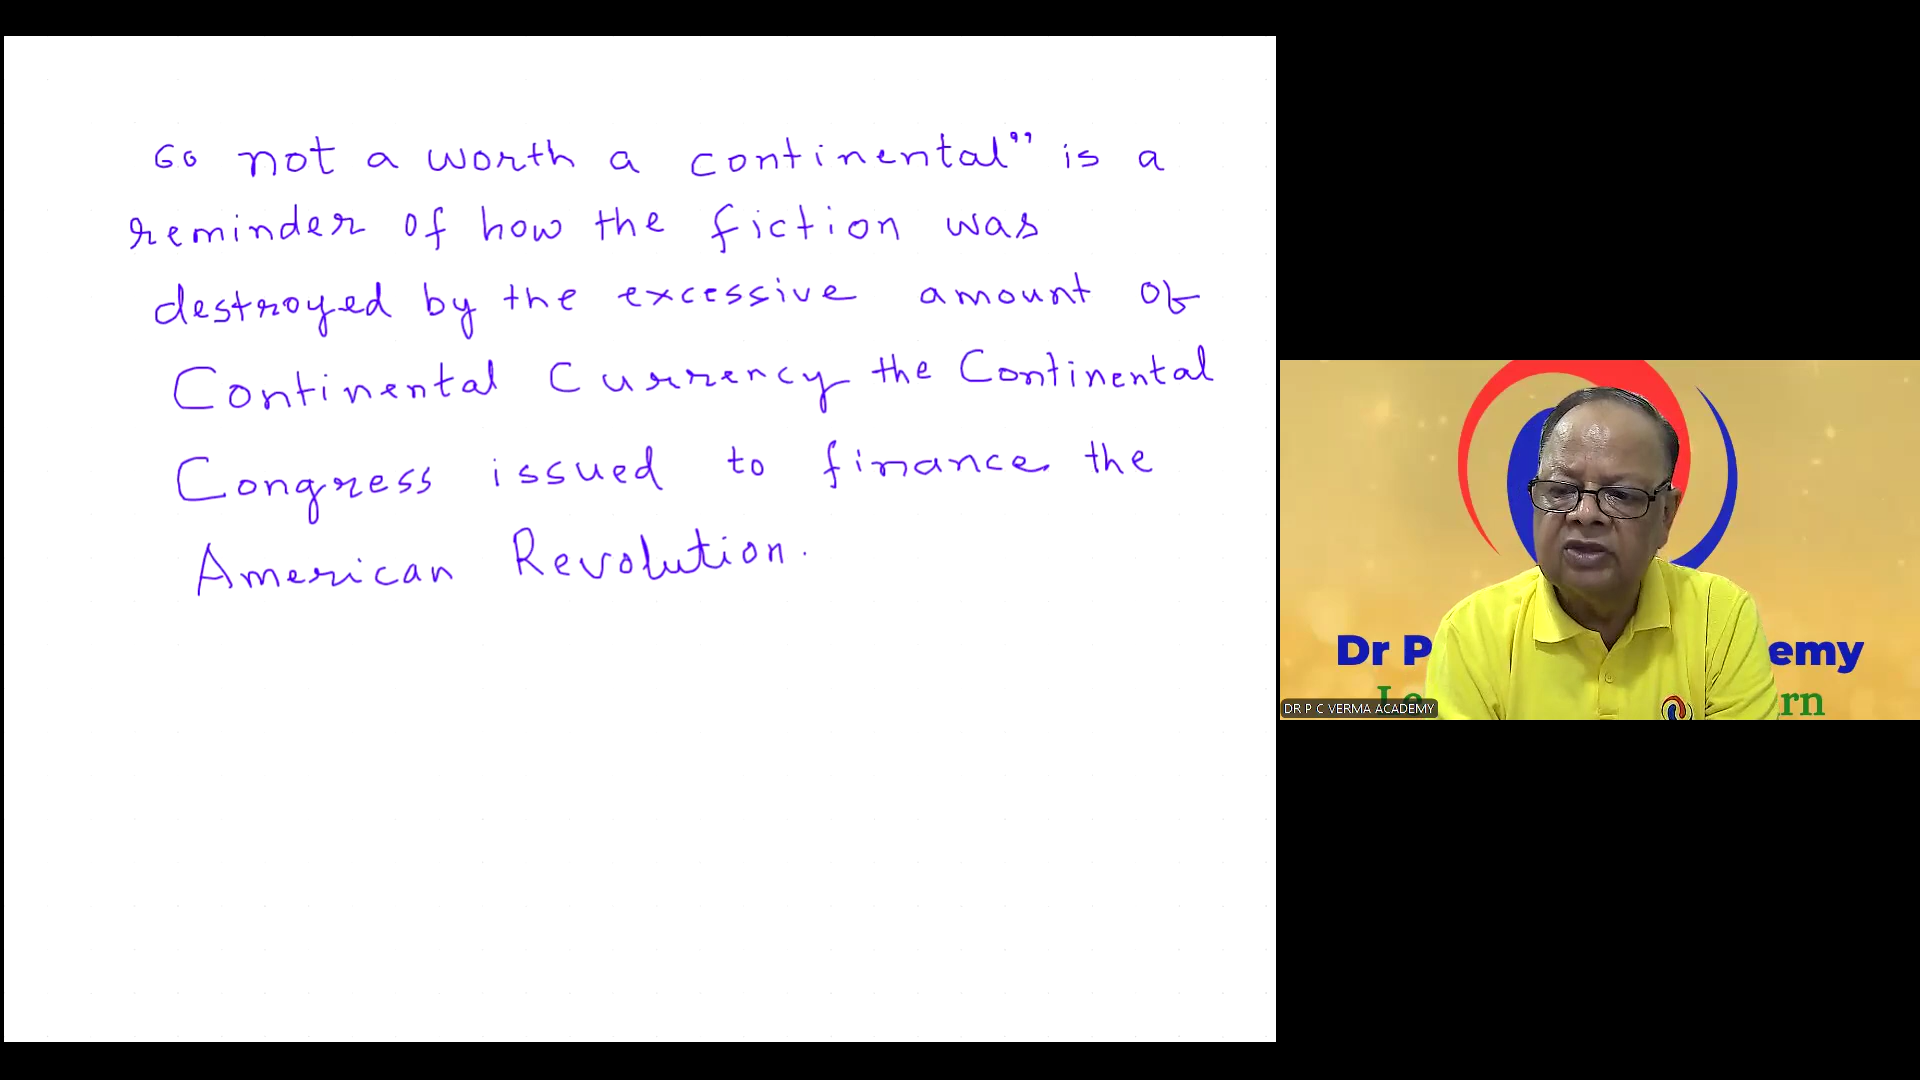 “ not a worth a continental” is a
reminder of how the fiction was
destroyed by the excessive amount of
Continental Currency the Continental
Congress issued to finance the
American Revolution.
Dr P emy
Le rn
DR P C VERMA ACADEMY